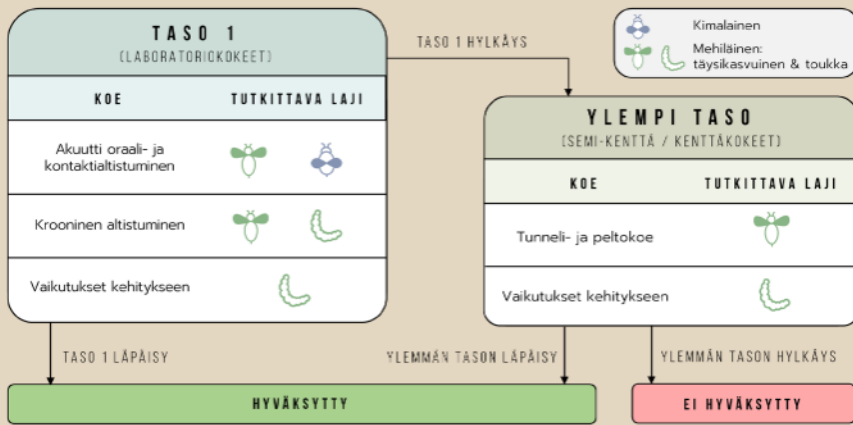 TASO 1
(LABORATORIOKOKEET)
KOE TUTKITTAVA LAJI
Akuutti oraali- ja
kontaktialtistuminen
Krooninen altistuminen
Vaikutukset kehitykseen
TASO 1 HYLKÄYS
Kimalainen
Mehiläinen:
täysikasvuinen & toukka
YLEMPI TASO
(SEMI-KENTTÄ / KENTTÄKOKEET)
KOE TUTKITTAVA LAJI
Tunneli- ja peltokoe
Vaikutukset kehitykseen
TASO 1 LÄPÄISY
YLEMMÄN TASON LÄPÄISY
YLEMMÄN TASON HYLKÄYS
HYVÄKSYTTY
EI HYVÄKSYTTY